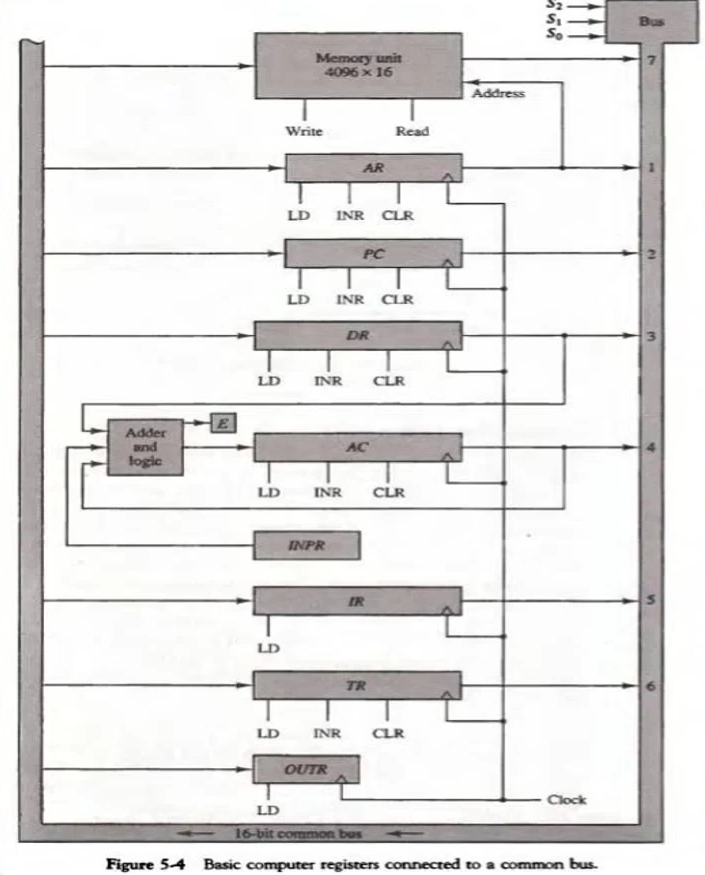 S₂
S₁
S₀
Bus
Memory unit
4096 × 16
7
Address
Write Read
AR
1
LD INR CLR
PC
2
LD INR CLR
DR
3
LD INR CLR
Adder
and
logic
E
AC
4
LD INR CLR
INPR
IR
5
LD
TR
6
LD INR CLR
OUTR
LD
Clock
16-bit common bus
Figure 5-4 Basic computer registers connected to a common bus.